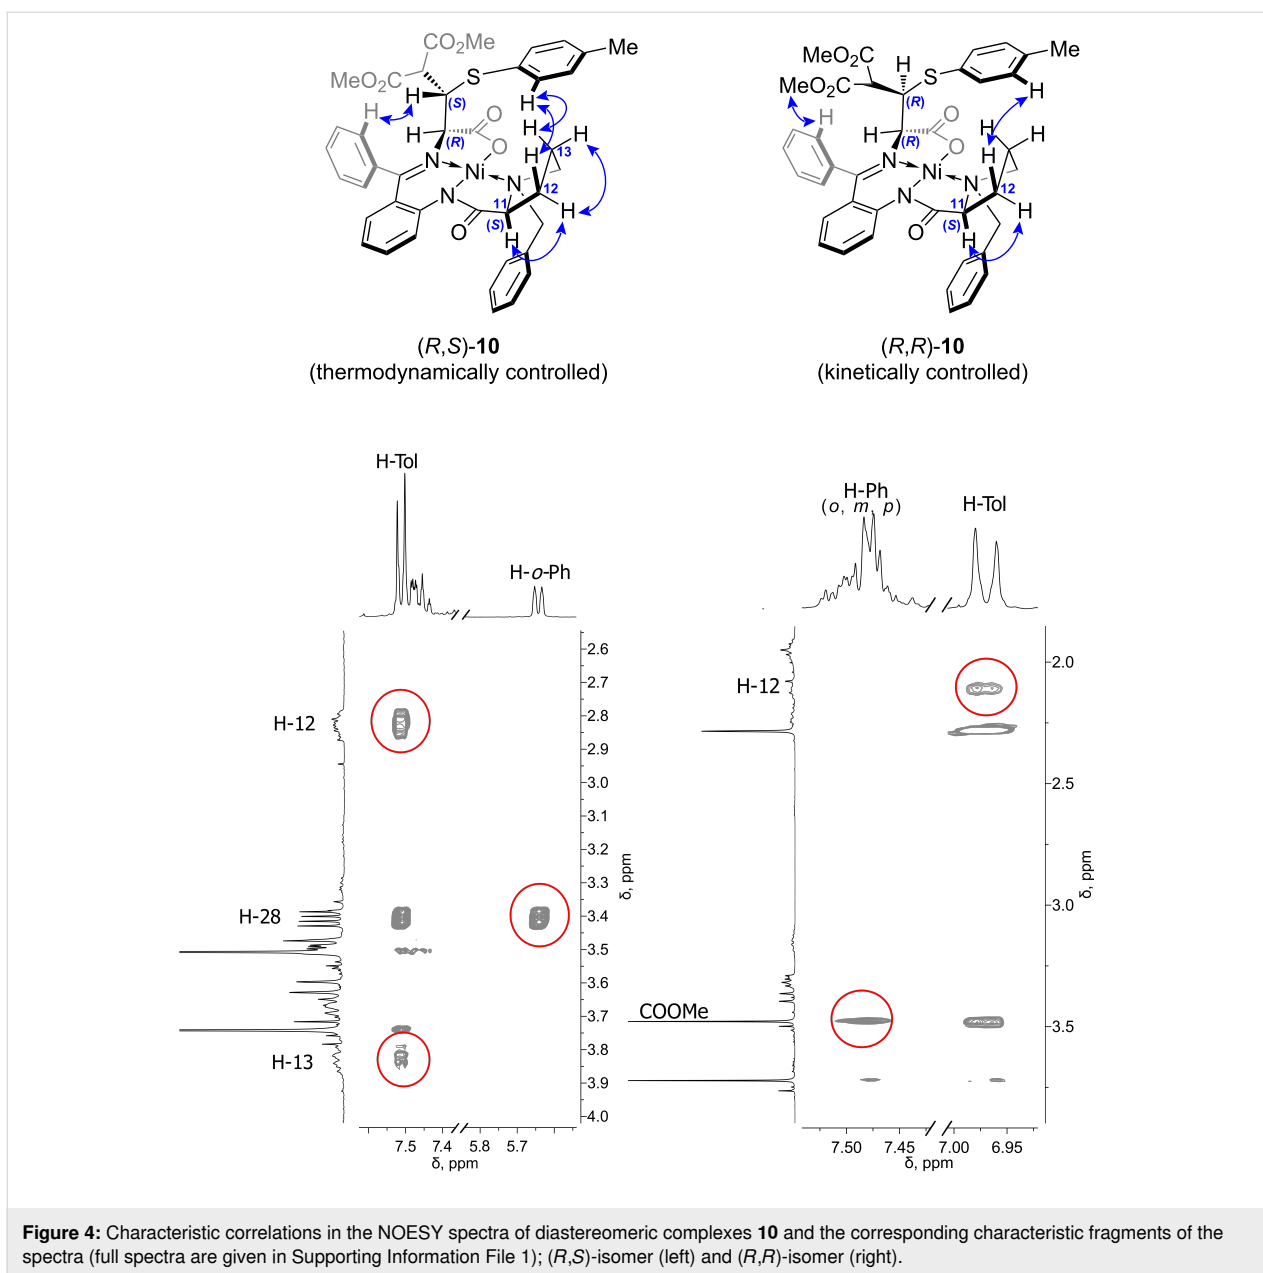 CO2Me
MeO2C
S
Me
H
H
(S)
H
H
(R)
O
O
H
H
H
13
N
Ni
N
N
12
11
(S)
H
O
H
MeO2C
MeO2C
H
S
Me
H
(R)
H
H
(R)
O
O
H
H
H
N
Ni
N
N
12
11
(S)
H
O
H
(R,S)-10
(thermodynamically controlled)
(R,R)-10
(kinetically controlled)
H-Tol
H-o-Ph
H-12
H-28
H-13
2.6
2.7
2.8
2.9
3.0
3.1
3.2
3.3
3.4
3.5
3.6
3.7
3.8
3.9
4.0
δ, ppm
7.5 7.4 5.8 5.7
δ, ppm
H-Ph
(o, m, p)
H-Tol
H-12
COOMe
2.0
2.5
3.0
3.5
δ, ppm
7.50 7.45 7.00 6.95
δ, ppm
Figure 4: Characteristic correlations in the NOESY spectra of diastereomeric complexes 10 and the corresponding characteristic fragments of the
spectra (full spectra are given in Supporting Information File 1); (R,S)-isomer (left) and (R,R)-isomer (right).